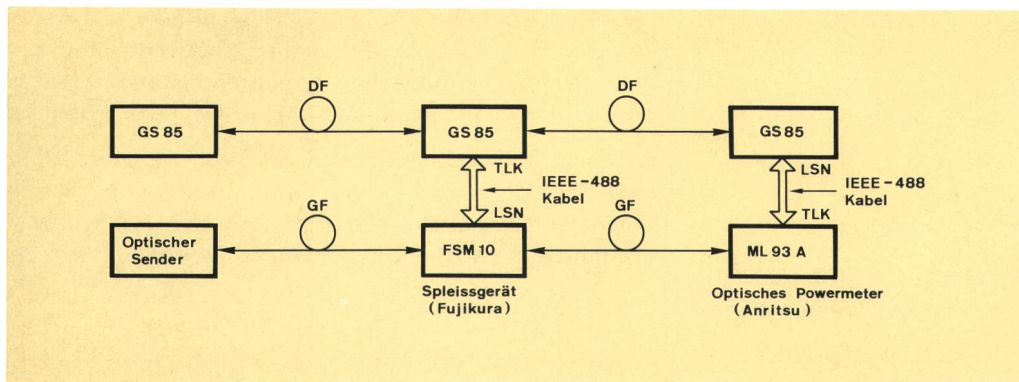 DF
DF
GS 85
GS 85
GS 85
TLK
LSN
IEEE-488
Kabel
IEEE-488
Kabel
GF
LSN
GF
TLK
Optischer
Sender
FSM 10
ML 93 A
Spleissgerät
(Fujikura)
Optisches Powermeter
(Anritsu)